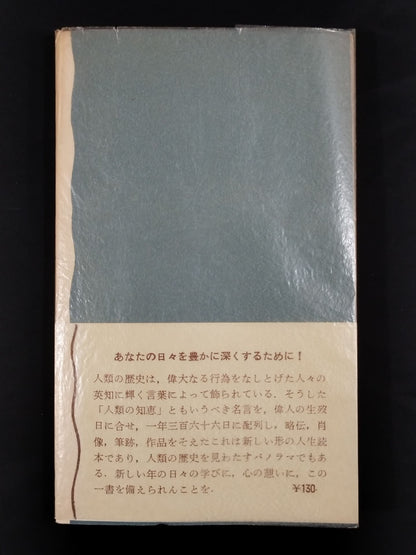 あなたの日々を豊かに深くするために！
人類の歴史は，偉大なる行為をなしとげた人々の
英知に輝く言葉によって飾られている．そうした
「人類の知恵」ともいうべき名言を，偉人の生歿
日に合せ，一年三百六十六日に配列し，略伝，肖
像，筆跡，作品をそえたこれは新しい形の人生読
本であり，人類の歴史を見わたすパノラマでもあ
る．新しい年の日々の学びに，心の憩いに，この
一書を備えられんことを．
￥130.